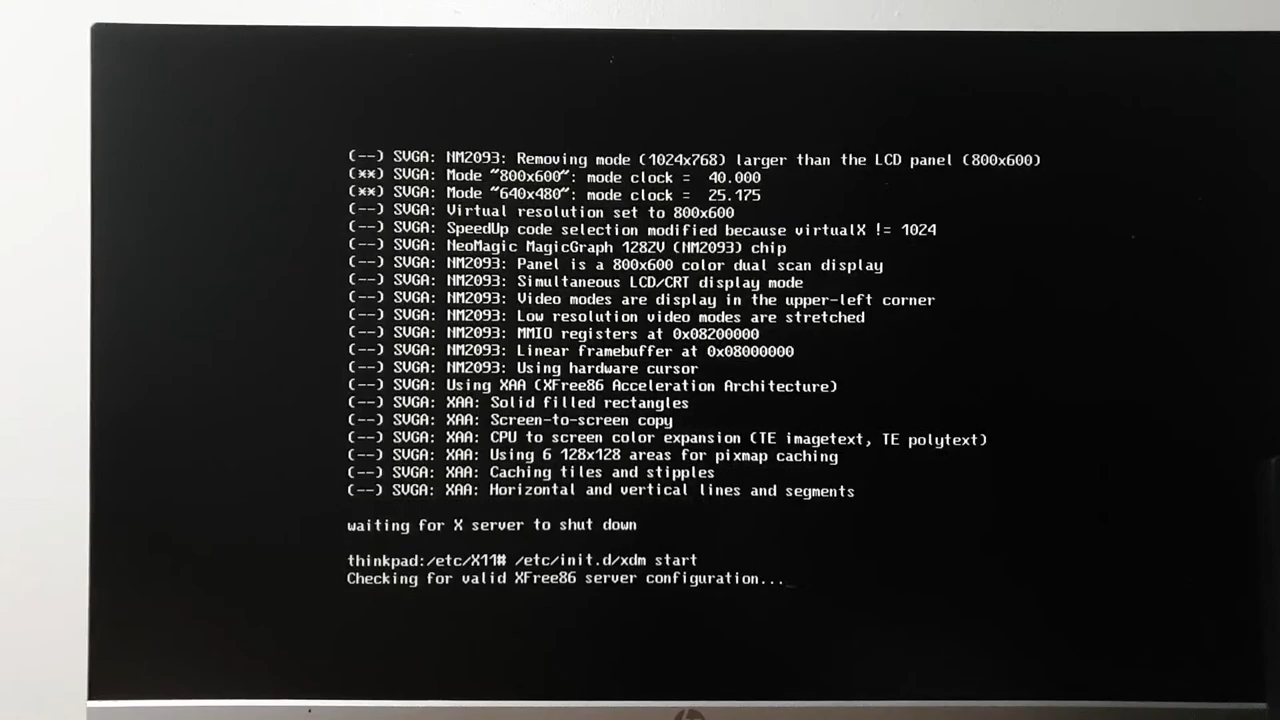 (--) SVGA: NM2093: Removing mode (1024x768) larger than the LCD panel (800x600)
(**) SVGA: Mode "800x600": mode clock =  40.000
(**) SVGA: Mode "640x480": mode clock =  25.175
(--) SVGA: Virtual resolution set to 800x600
(--) SVGA: SpeedUp code selection modified because virtualX != 1024
(--) SVGA: NeoMagic MagicGraph 128ZV (NM2093) chip
(--) SVGA: NM2093: Panel is a 800x600 color dual scan display
(--) SVGA: NM2093: Simultaneous LCD/CRT display mode
(--) SVGA: NM2093: Video modes are display in the upper-left corner
(--) SVGA: NM2093: Low resolution video modes are stretched
(--) SVGA: NM2093: MMIO registers at 0x08200000
(--) SVGA: NM2093: Linear framebuffer at 0x08000000
(--) SVGA: NM2093: Using hardware cursor
(--) SVGA: Using XAA (XFree86 Acceleration Architecture)
(--) SVGA: XAA: Solid filled rectangles
(--) SVGA: XAA: Screen-to-screen copy
(--) SVGA: XAA: CPU to screen color expansion (TE imagetext, TE polytext)
(--) SVGA: XAA: Using 6 128x128 areas for pixmap caching
(--) SVGA: XAA: Caching tiles and stipples
(--) SVGA: XAA: Horizontal and vertical lines and segments
waiting for X server to shut down
thinkpad:/etc/X11# /etc/init.d/xdm start
Checking for valid XFree86 server configuration..._